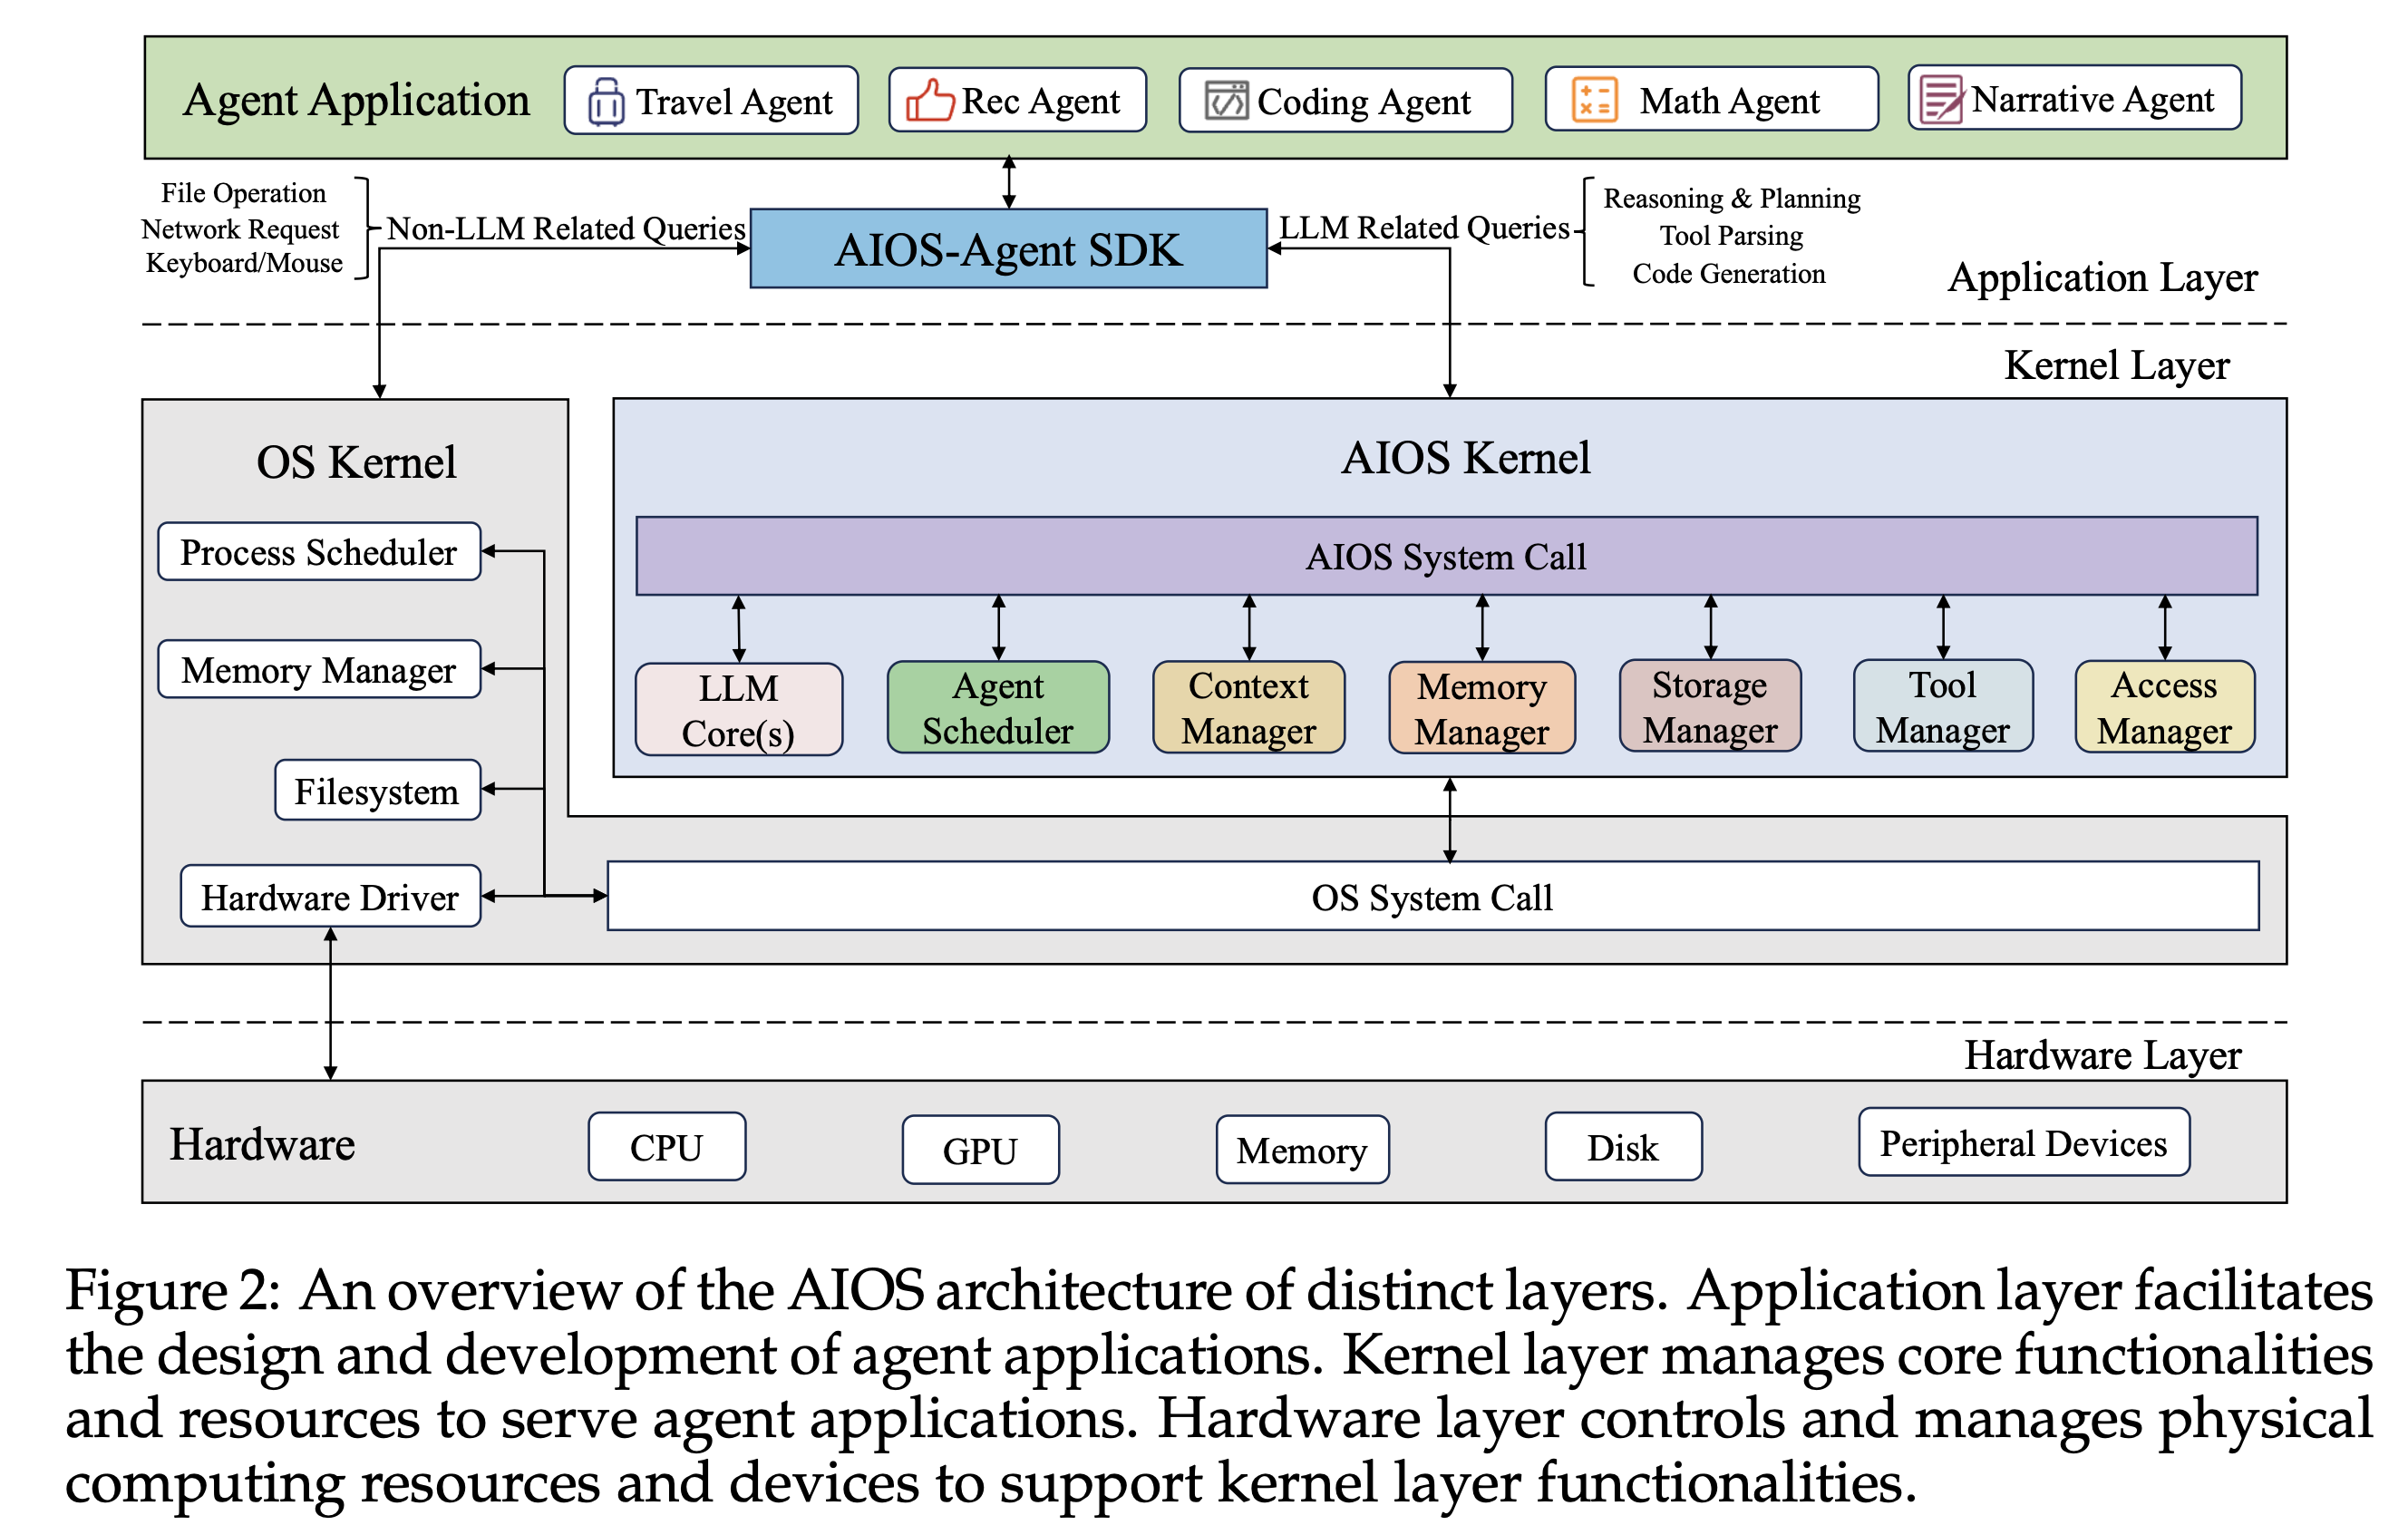 Agent Application
Travel Agent
Rec Agent
Coding Agent
Math Agent
Narrative Agent
File Operation
Network Request
Keyboard/Mouse
Non-LLM Related Queries
AIOS-Agent SDK
LLM Related Queries
Reasoning & Planning
Tool Parsing
Code Generation
Application Layer
Kernel Layer
OS Kernel
Process Scheduler
Memory Manager
Filesystem
Hardware Driver
AIOS Kernel
AIOS System Call
LLM
Core(s)
Agent
Scheduler
Context
Manager
Memory
Manager
Storage
Manager
Tool
Manager
Access
Manager
OS System Call
Hardware Layer
Hardware
CPU
GPU
Memory
Disk
Peripheral Devices
Figure 2: An overview of the AIOS architecture of distinct layers. Application layer facilitates
the design and development of agent applications. Kernel layer manages core functionalities
and resources to serve agent applications. Hardware layer controls and manages physical
computing resources and devices to support kernel layer functionalities.